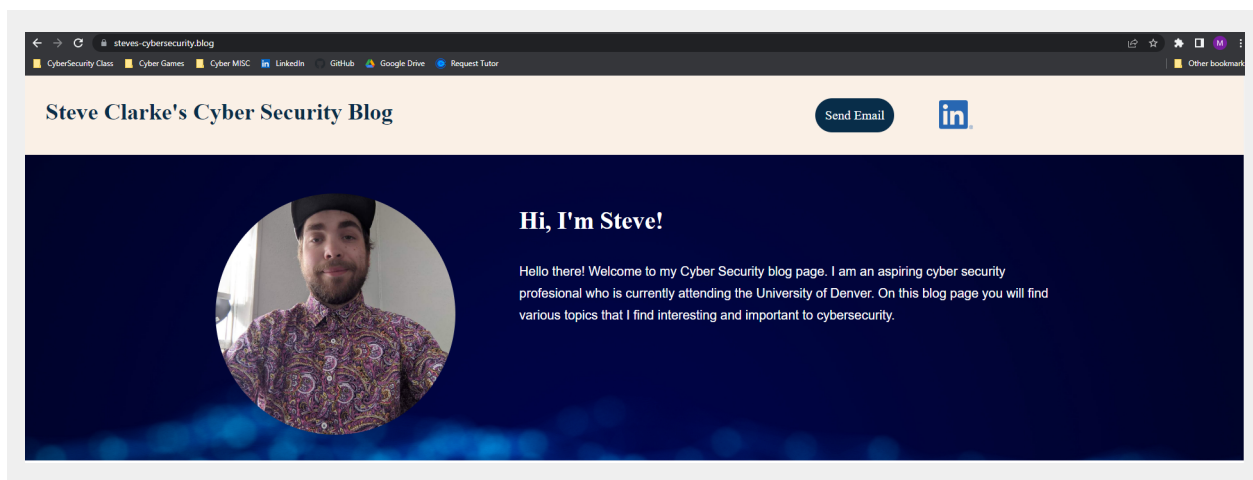 steves-cybersecurity.blog
CyberSecurity Class Cyber Games Cyber MISC in LinkedIn GitHub Google Drive Request Tutor Other bookmark
M
Steve Clarke's Cyber Security Blog
Send Email
in
Hi, I'm Steve!
Hello there! Welcome to my Cyber Security blog page. I am an aspiring cyber security
profesional who is currently attending the University of Denver. On this blog page you will find
various topics that I find interesting and important to cybersecurity.